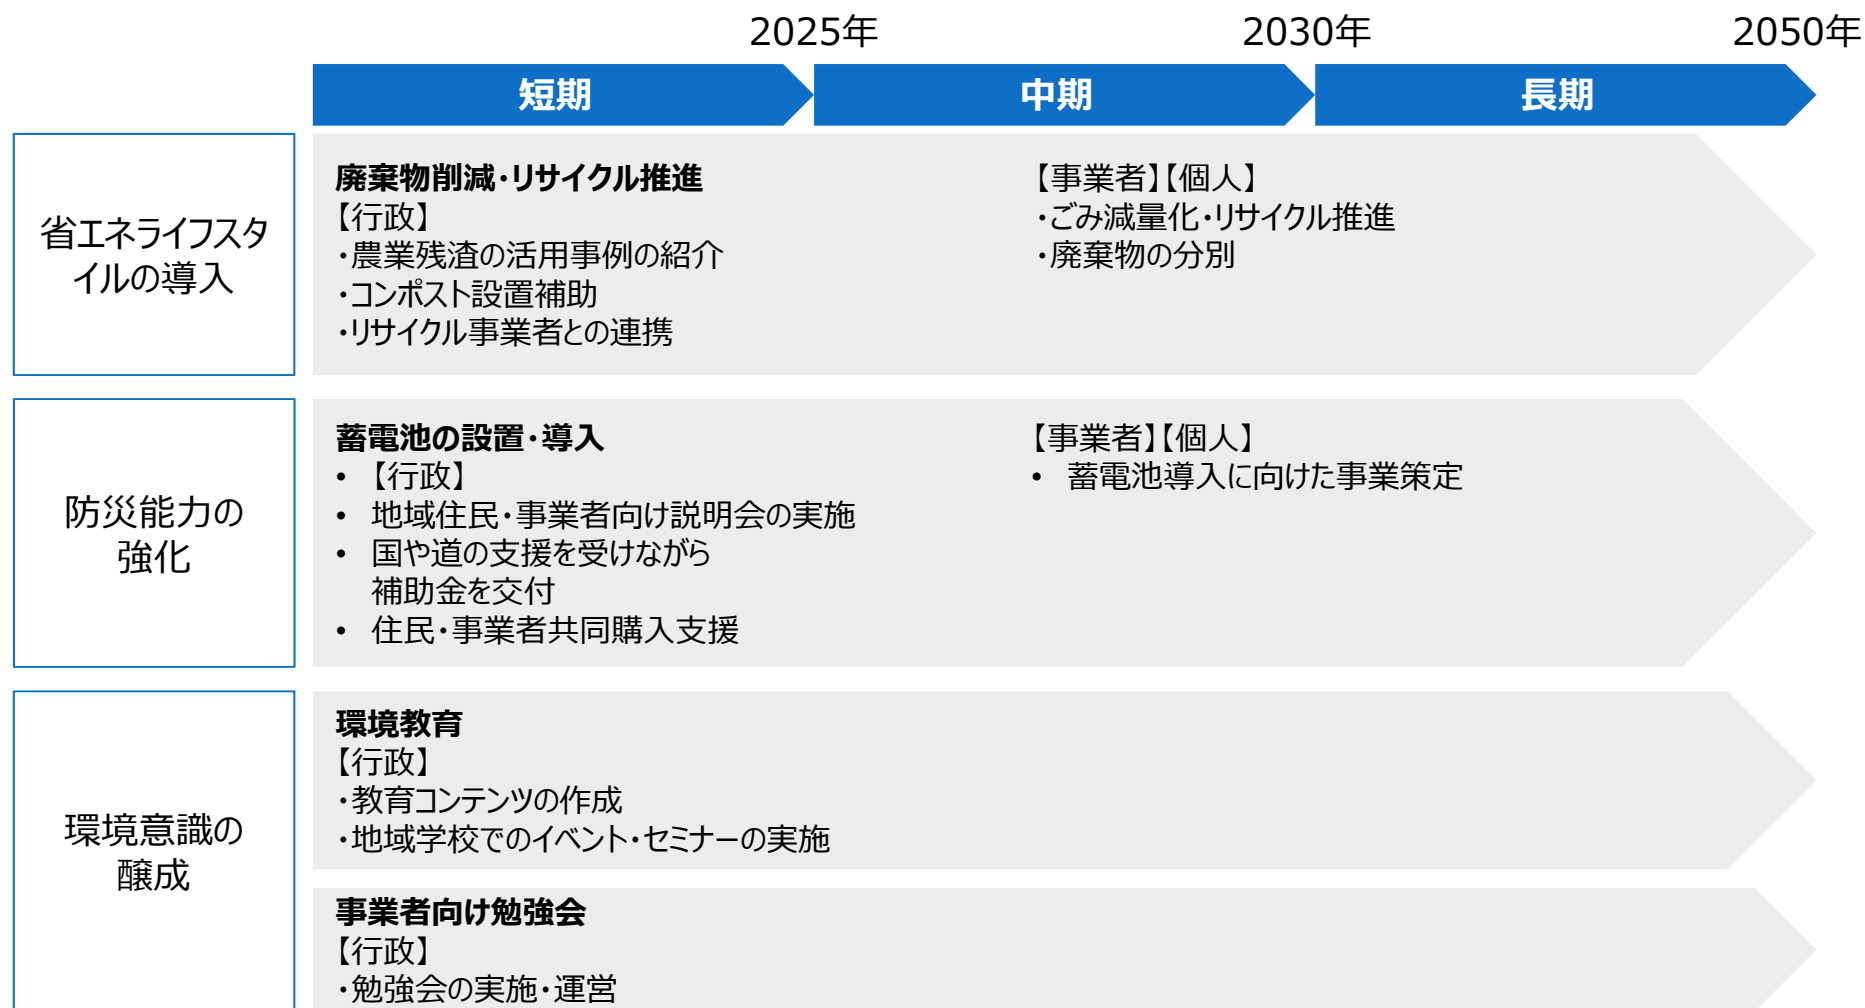 2025年
2030年
2050年
短期
中期
長期
省エネライフスタ
イルの導入
廃棄物削減・リサイクル推進
【行政】
・農業残渣の活用事例の紹介
・コンポスト設置補助
・リサイクル事業者との連携
【事業者】【個人】
・ごみ減量化・リサイクル推進
・廃棄物の分別
防災能力の
強化
蓄電池の設置・導入
• 【行政】
• 地域住民・事業者向け説明会の実施
• 国や道の支援を受けながら
補助金を交付
• 住民・事業者共同購入支援
【事業者】【個人】
• 蓄電池導入に向けた事業策定
環境意識の
醸成
環境教育
【行政】
・教育コンテンツの作成
・地域学校でのイベント・セミナーの実施
事業者向け勉強会
【行政】
・勉強会の実施・運営